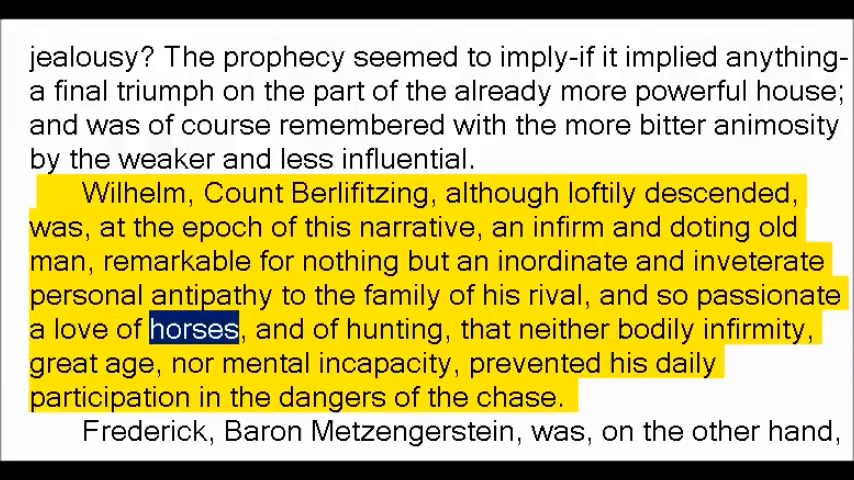 jealousy? The prophecy seemed to imply-if it implied anything-
a final triumph on the part of the already more powerful house;
and was of course remembered with the more bitter animosity
by the weaker and less influential.
Wilhelm, Count Berlifitzing, although loftily descended,
was, at the epoch of this narrative, an infirm and doting old
man, remarkable for nothing but an inordinate and inveterate
personal antipathy to the family of his rival, and so passionate
a love of horses, and of hunting, that neither bodily infirmity,
great age, nor mental incapacity, prevented his daily
participation in the dangers of the chase.
Frederick, Baron Metzengerstein, was, on the other hand,